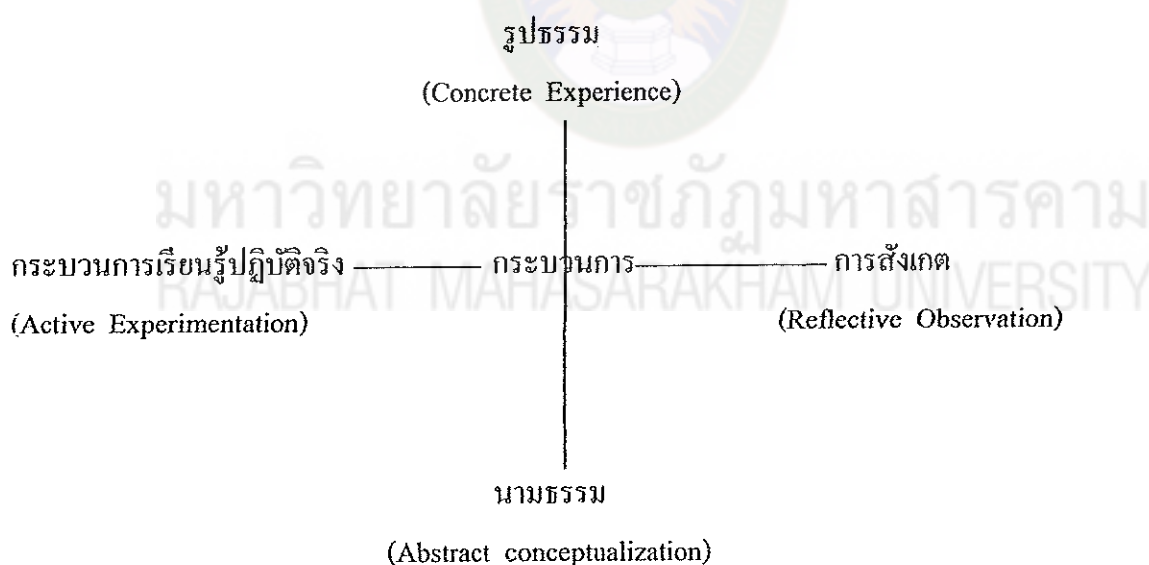 รูปธรรม
(Concrete Experience)
มหาวิทยาลัยราชภัฏมหาสารคาม
กระบวนการเรียนรู้ปฏิบัติจริง กระบวนการ การสังเกต
RAJABHAT MAHASARAKHAM UNIVERSITY
(Active Experimentation) (Reflective Observation)
นามธรรม
(Abstract conceptualization)